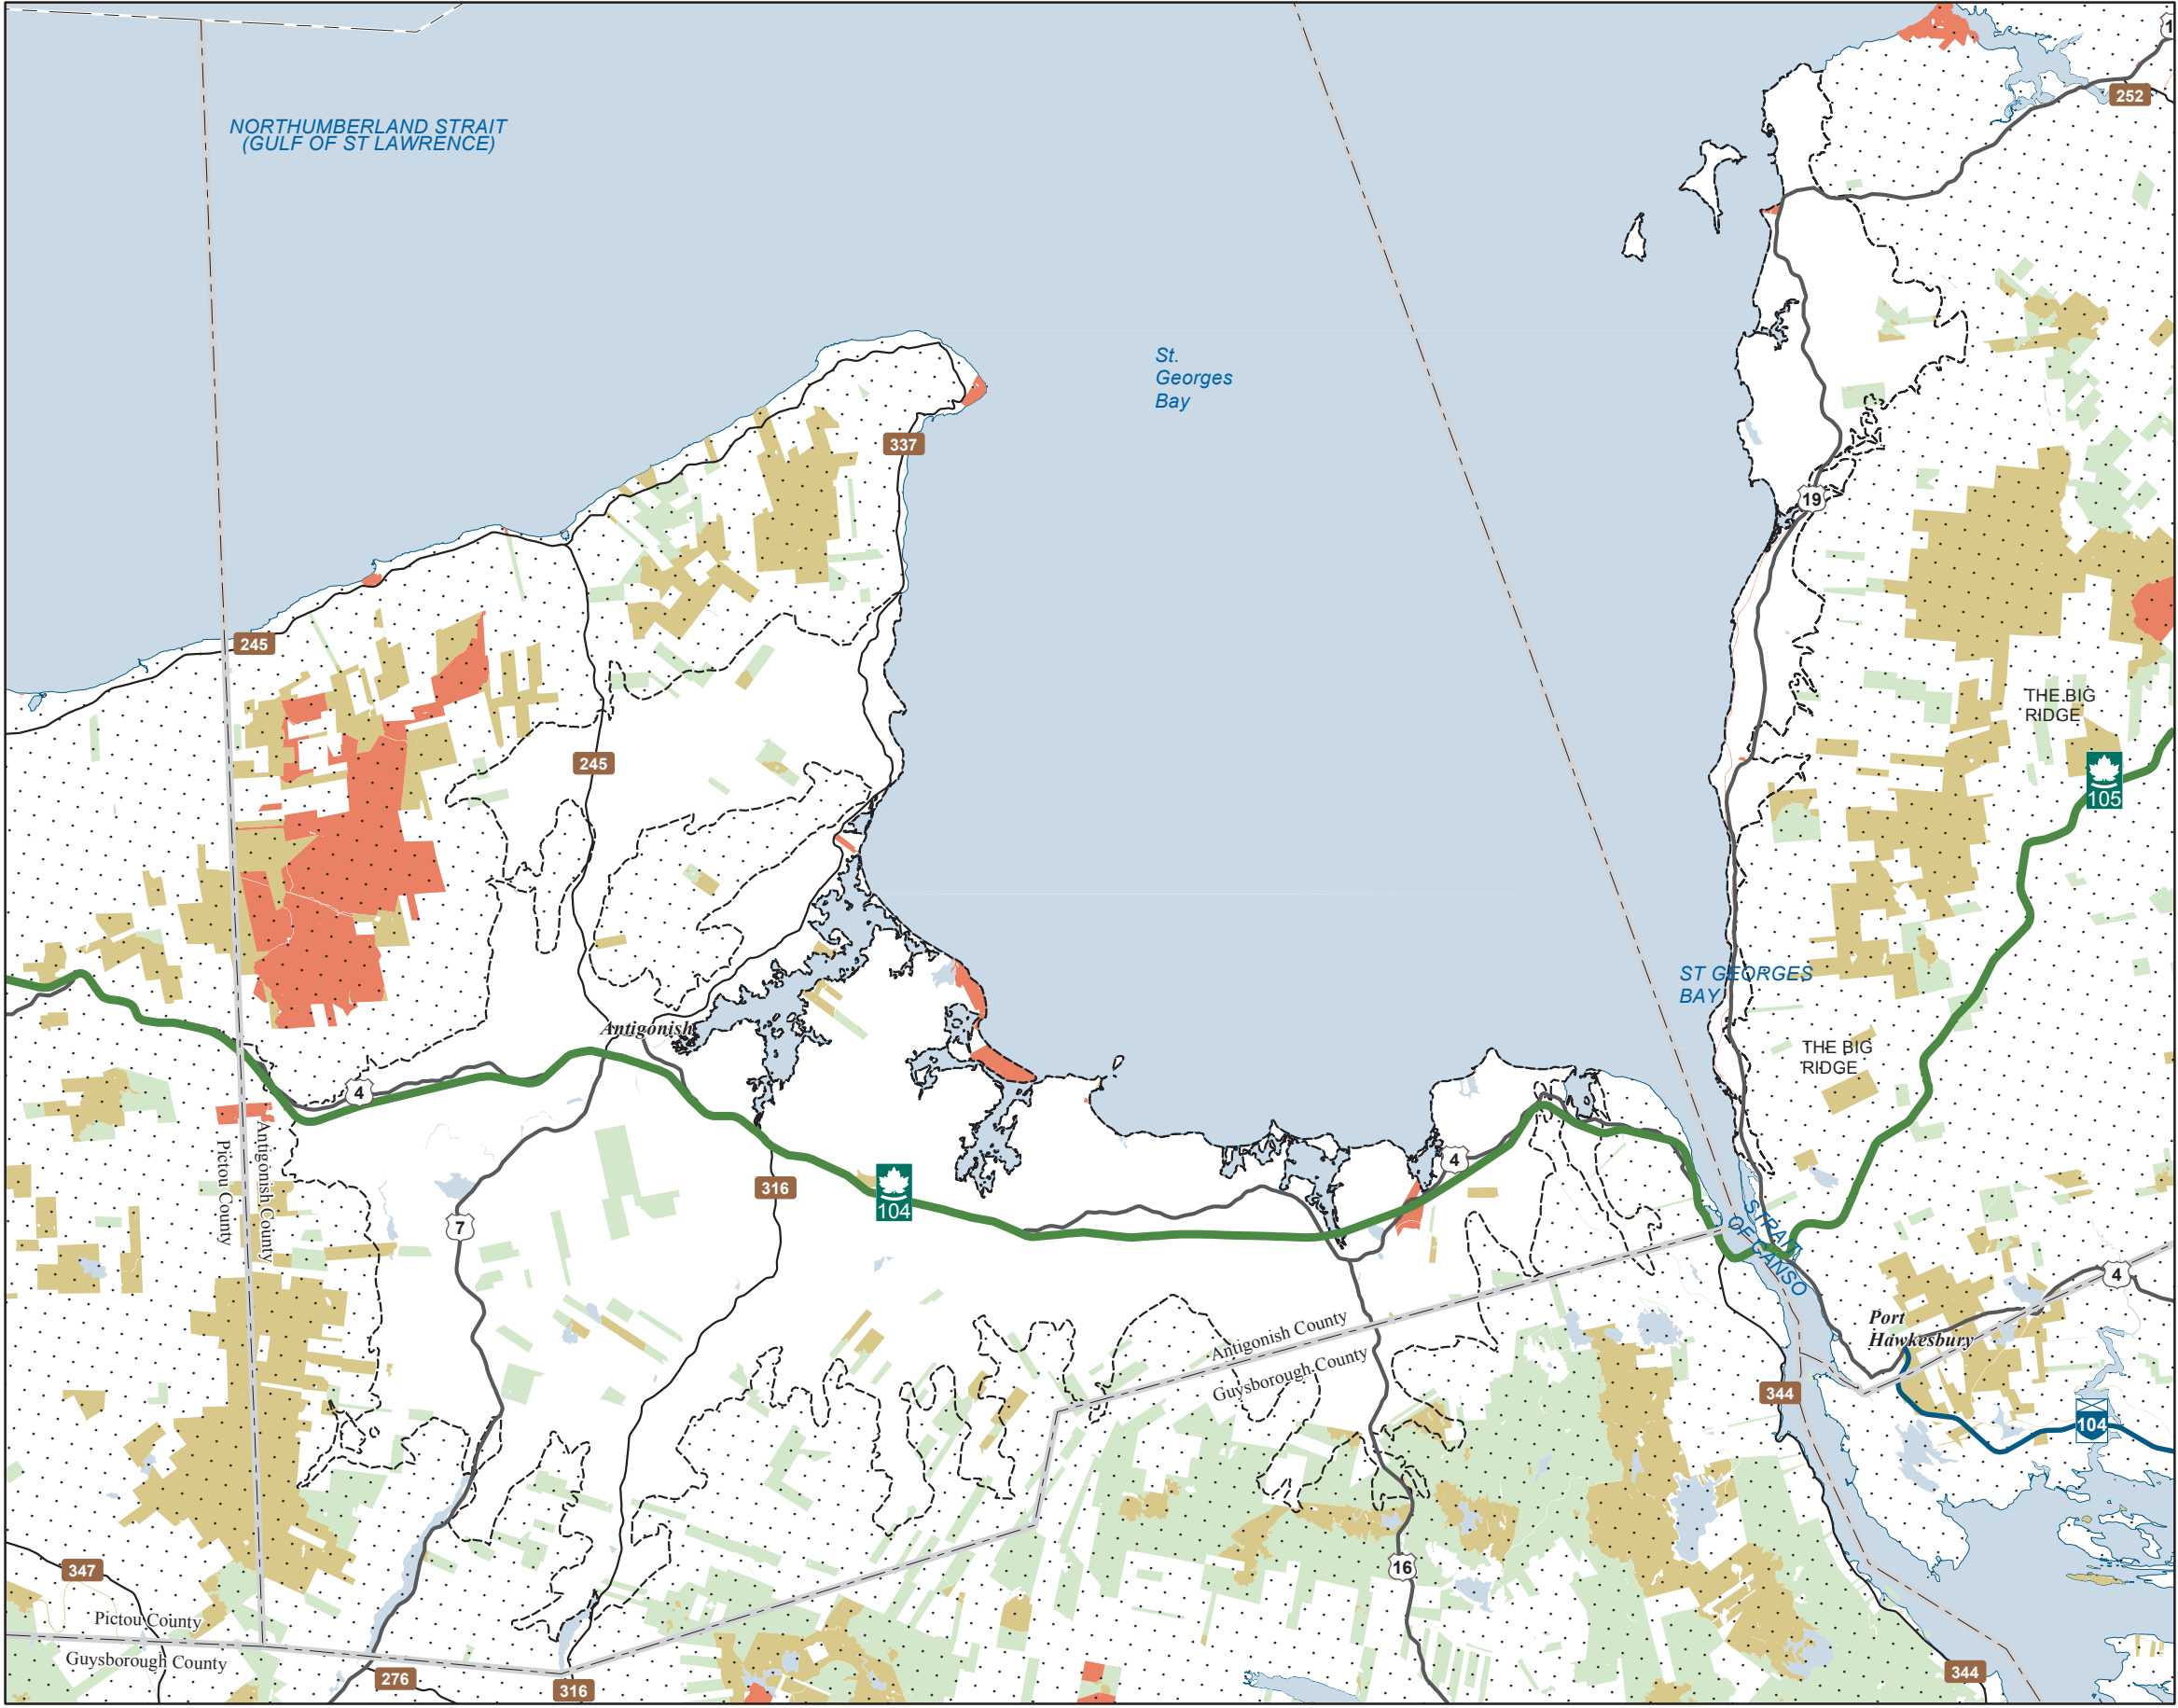 1
252
NORTHUMBERLAND STRAIT
(GULF OF ST LAWRENCE)
St.
Georges
Bay
337
19
245
THE BIG
RIDGE
245
105
ST GEORGES
BAY
Antigonish
THE BIG
RIDGE
4
Antigonish County
Pictou County
4
316
104
7
STRAIT
OF CANSO
4
Port
Hawkesbury
Antigonish County
Guysborough County
344
104
16
347
Pictou County
Guysborough County
276
316
344